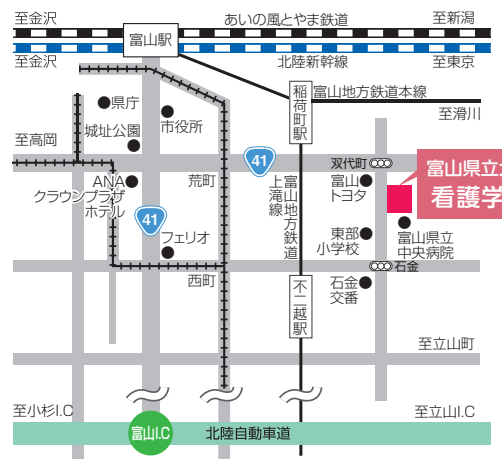 至金沢
あいの風とやま鉄道
至新潟
富山駅
至金沢
北陸新幹線
至東京
稲荷町駅
富山地方鉄道本線
至滑川
県庁
市役所
城址公園
至高岡
41
双代町
富山県立大
看護学
ANA
クラウンプラザ
ホテル
荒町
富山地方鉄道
上滝線
富山
トヨタ
41
フェリオ
東部
小学校
富山県立
中央病院
石金
西町
不二越駅
石金
交番
至立山町
至小杉I.C
至立山I.C
富山I.C
北陸自動車道